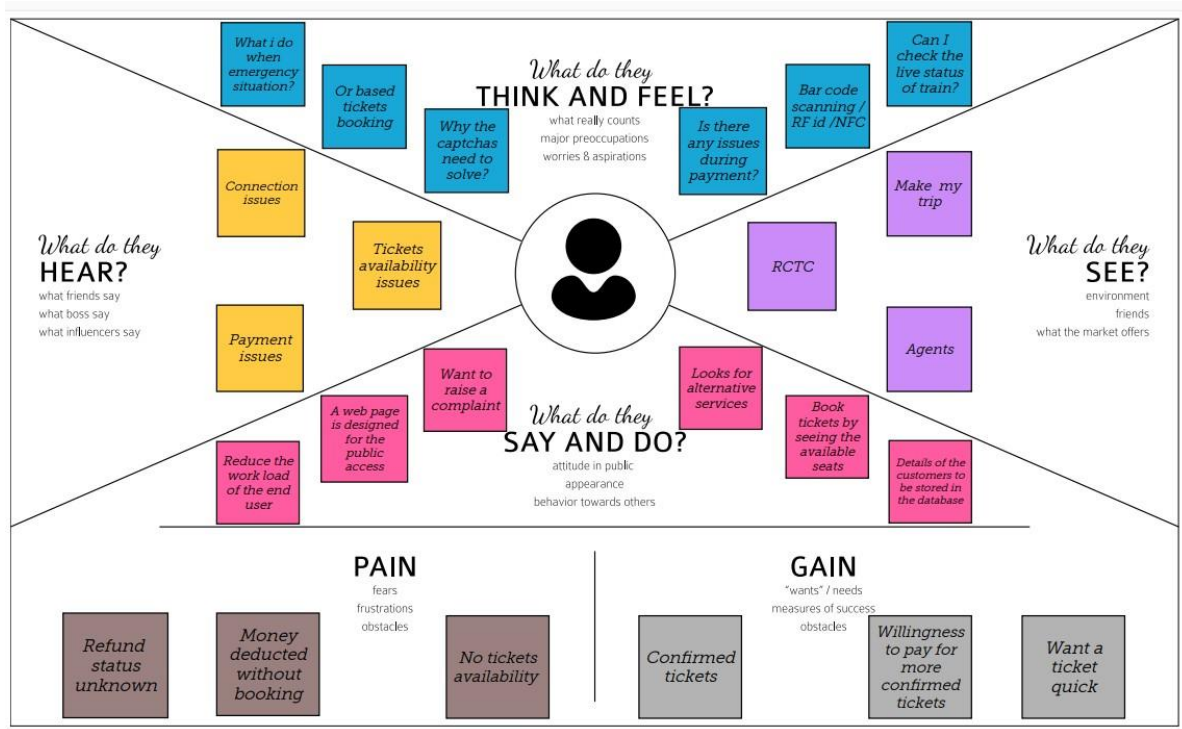 What i do
when
emergency
situation?
Or based
tickets
booking
Why the
captchas
need to
solve?
What do they
THINK AND FEEL?
what really counts
major preoccupations
worries & aspirations
Is there
any issues
during
payment?
Bar code
scanning /
RF id /NFC
Can I
check the
live status
of train?
What do they
HEAR?
what friends say
what boss say
what influencers say
Connection
issues
Tickets
availability
issues
Payment
issues
RCTC
Make my
trip
Agents
What do they
SEE?
environment
friends
what the market offers
Reduce the
work load
of the end
user
A web page
is designed
for the
public
access
Want to
raise a
complaint
What do they
SAY AND DO?
attitude in public
appearance
behavior towards others
Looks for
alternative
services
Book
tickets by
seeing the
available
seats
Details of the
customers to
be stored in
the database
PAIN
fears
frustrations
obstacles
Refund
status
unknown
Money
deducted
without
booking
No tickets
availability
GAIN
"wants" / needs
measures of success
obstacles
Confirmed
tickets
Willingness
to pay for
more
confirmed
tickets
Want a
ticket
quick